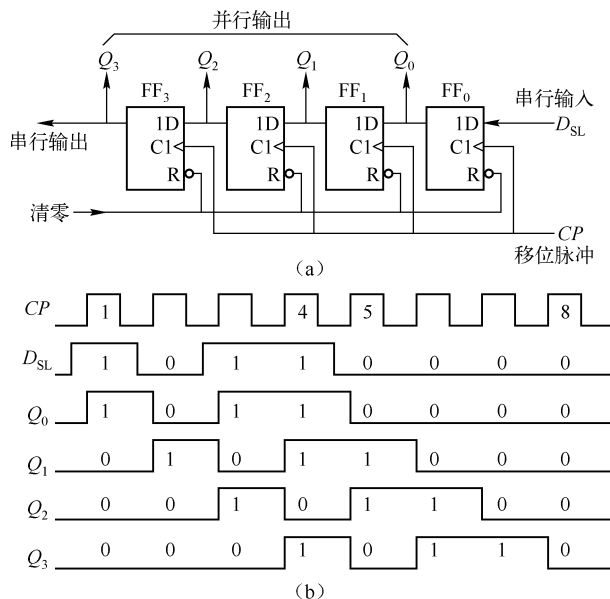 并行输出
Q3 Q2 Q1 Q0
FF3 FF2 FF1 FF0
串行输入
串行输出 1D 1D 1D 1D DSL
C1 C1 C1 C1
R R R R
清零 CP
移位脉冲
(a)
CP 1 4 5 8
DSL 1 0 1 1 0 0 0 0
Q0 1 0 1 1 0 0 0 0
Q1 0 1 0 1 1 0 0 0
Q2 0 0 1 0 1 1 0 0
Q3 0 0 0 1 0 1 1 0
(b)